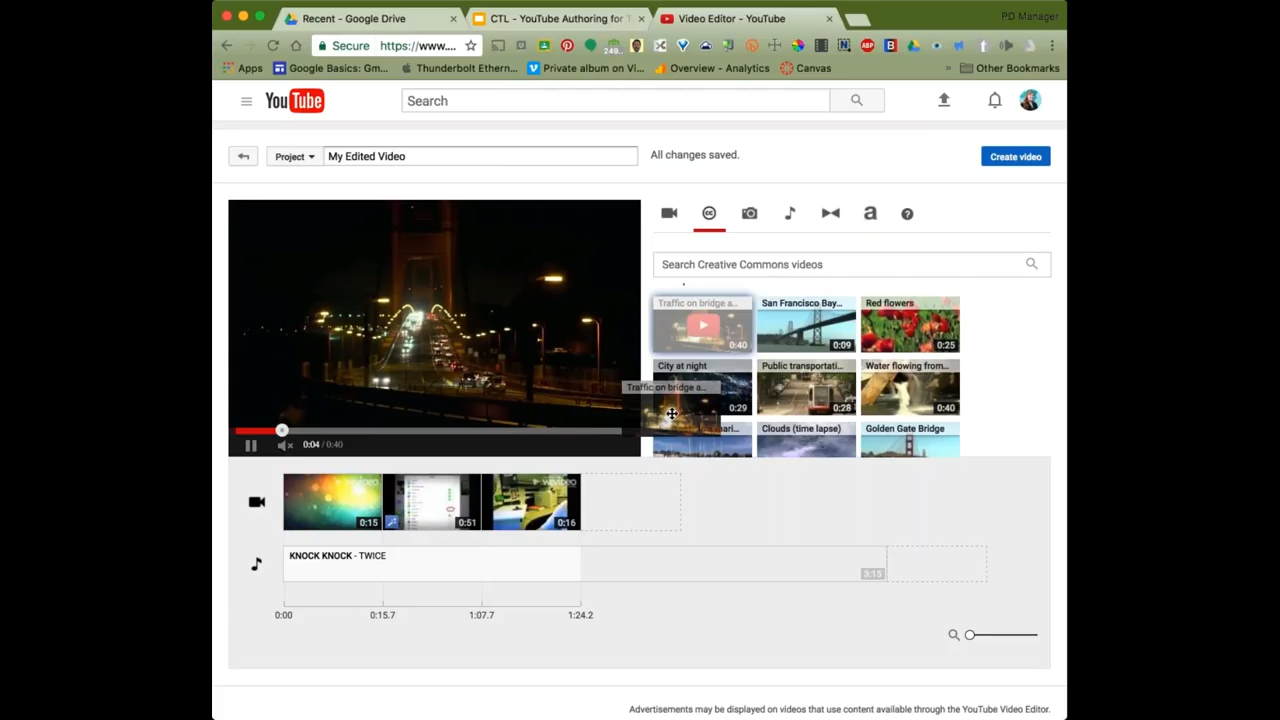 PD Manager
Recent - Google Drive
CTL - YouTube Authoring for
Video Editor - YouTube
Secure
https://www....
249...
ABP
B
N
Apps
Google Basics: Gm...
Thunderbolt Ethern...
Private album on Vi...
Overview - Analytics
Canvas
»
Other Bookmarks
YouTube
Search
Project
My Edited Video
All changes saved.
Create video
cc
a
?
Search Creative Commons videos
Traffic on bridge a...
0:40
San Francisco Bay...
0:09
Red flowers
0:25
City at night
0:29
Public transportati...
0:28
Water flowing from...
0:40
Traffic on bridge a...
Clouds (time lapse)
Golden Gate Bridge
0:04 / 0:40
0:15
0:51
0:16
KNOCK KNOCK - TWICE
3:15
0:00
0:15.7
1:07.7
1:24.2
Advertisements may be displayed on videos that use content available through the YouTube Video Editor.